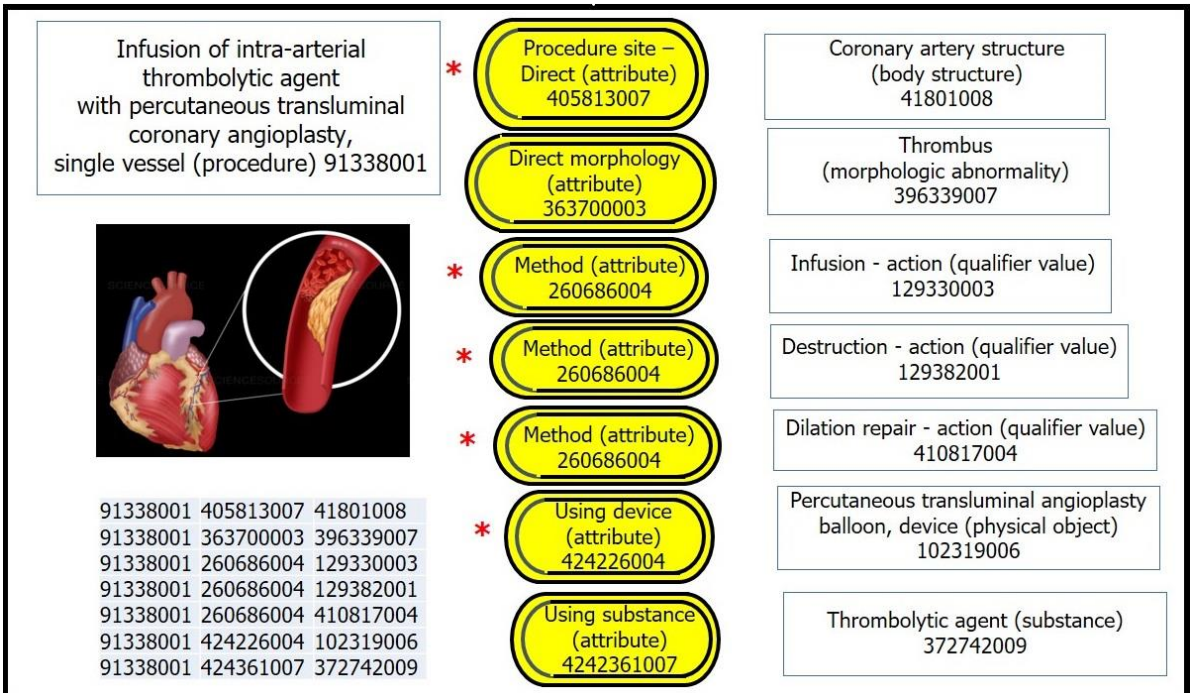 Infusion of intra-arterial
thrombolytic agent
with percutaneous transluminal
coronary angioplasty,
single vessel (procedure) 91338001
*
Procedure site –
Direct (attribute)
405813007
Coronary artery structure
(body structure)
41801008
Direct morphology
(attribute)
363700003
Thrombus
(morphologic abnormality)
396339007
*
Method (attribute)
260686004
Infusion - action (qualifier value)
129330003
*
Method (attribute)
260686004
Destruction - action (qualifier value)
129382001
*
Method (attribute)
260686004
Dilation repair - action (qualifier value)
410817004
*
Using device
(attribute)
424226004
Percutaneous transluminal angioplasty
balloon, device (physical object)
102319006
Using substance
(attribute)
4242361007
Thrombolytic agent (substance)
372742009
91338001 405813007 41801008
91338001 363700003 396339007
91338001 260686004 129330003
91338001 260686004 129382001
91338001 260686004 410817004
91338001 424226004 102319006
91338001 424361007 372742009